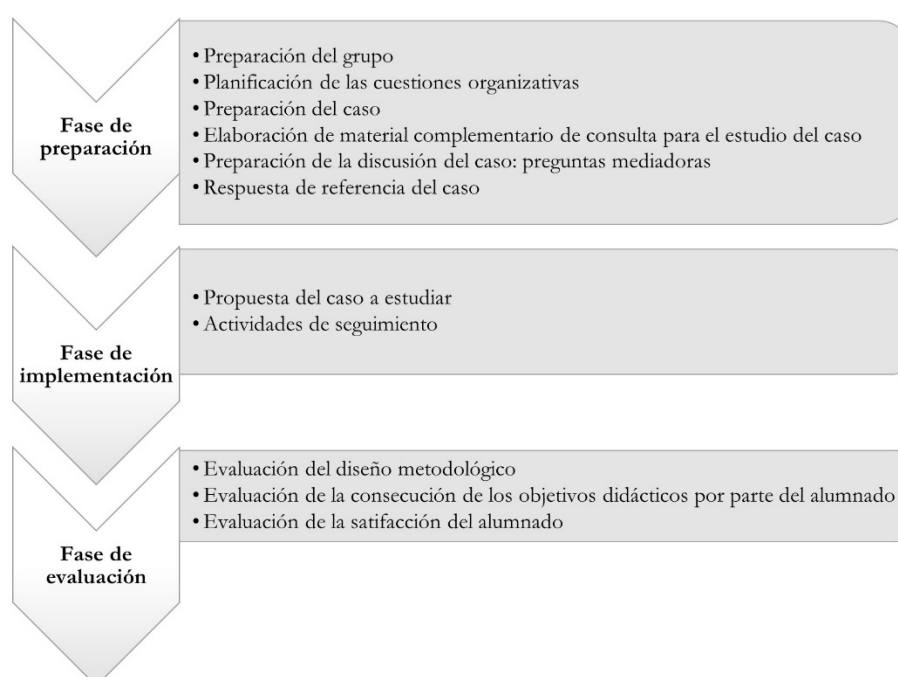 Fase de
preparación
• Preparación del grupo
• Planificación de las cuestiones organizativas
• Preparación del caso
• Elaboración de material complementario de consulta para el estudio del caso
• Preparación de la discusión del caso: preguntas mediadoras
• Respuesta de referencia del caso
Fase de
implementación
• Propuesta del caso a estudiar
• Actividades de seguimiento
Fase de
evaluación
• Evaluación del diseño metodológico
• Evaluación de la consecución de los objetivos didácticos por parte del alumnado
• Evaluación de la satifacción del alumnado